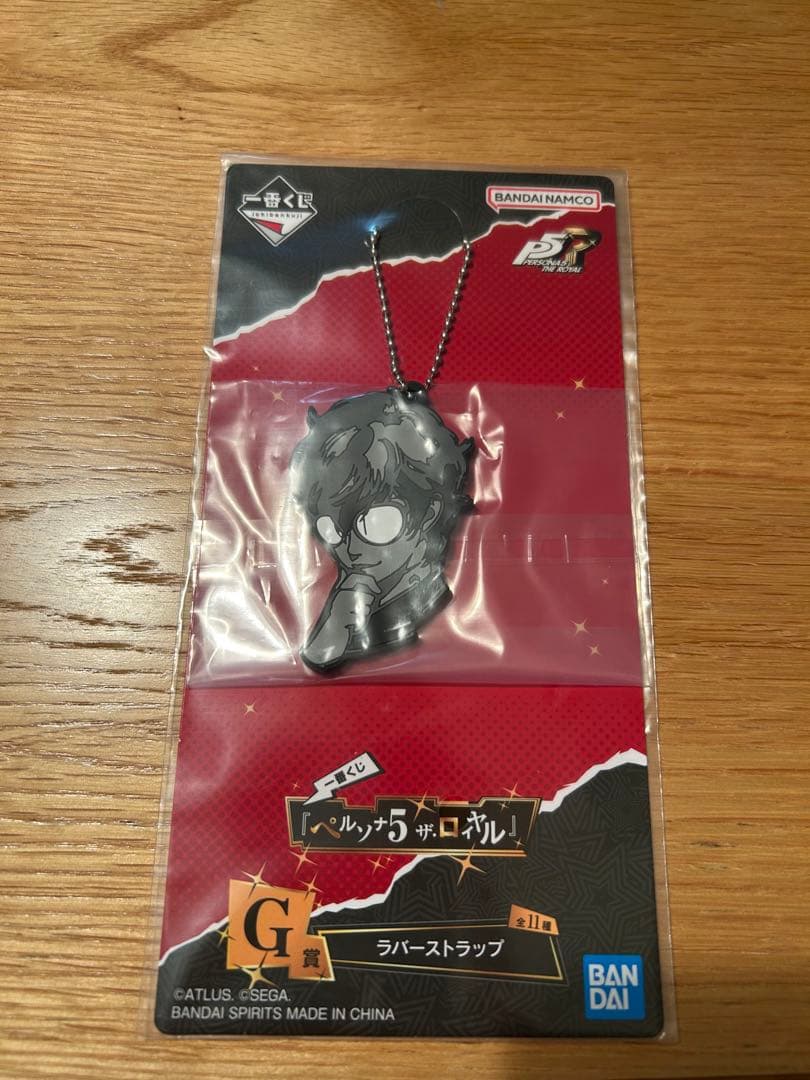 一番くじ
ichibankuji
BANDAI NAMCO
P5R
PERSONA5
THE ROYAL
一番くじ
『ペルソナ5 ザ・ロイヤル』
G賞
全11種
ラバーストラップ
©ATLUS. ©SEGA.
BANDAI SPIRITS MADE IN CHINA
BAN
DAI